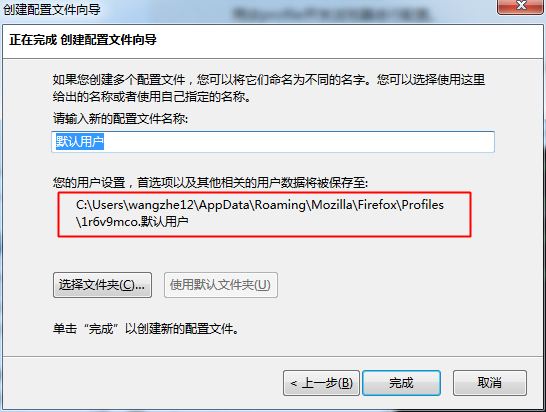 创建配置文件向导
正在完成 创建配置文件向导
如果您创建多个配置文件，您可以将它们命名为不同的名字。您可以选择使用这里
给出的名称或者使用自己指定的名称。
请输入新的配置文件名称:
默认用户
您的用户设置，首选项以及其他相关的用户数据将被保存至:
C:\Users\wangzhe12\AppData\Roaming\Mozilla\Firefox\Profiles
\1r6v9mco.默认用户
选择文件夹(C)... 使用默认文件夹(U)
单击“完成”以创建新的配置文件。
< 上一步(B) 完成 取消